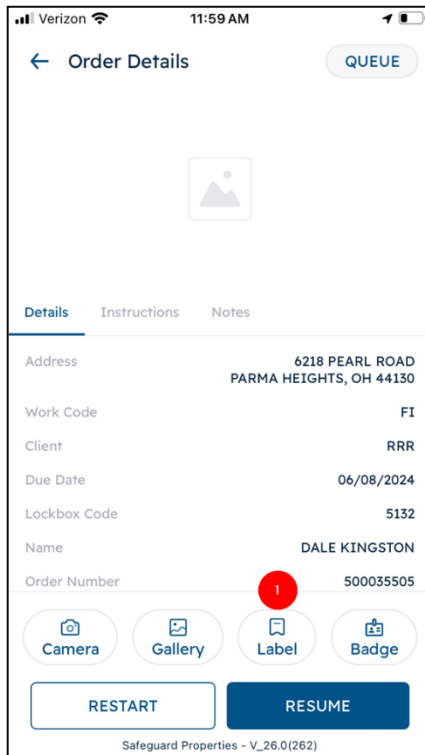 Verizon 11:59 AM
Order Details QUEUE
Details Instructions Notes
Address 6218 PEARL ROAD
PARMA HEIGHTS, OH 44130
Work Code FI
Client RRR
Due Date 06/08/2024
Lockbox Code 5132
Name DALE KINGSTON
Order Number 500035505
1
Camera Gallery Label Badge
RESTART RESUME
Safeguard Properties - V_26.0(262)